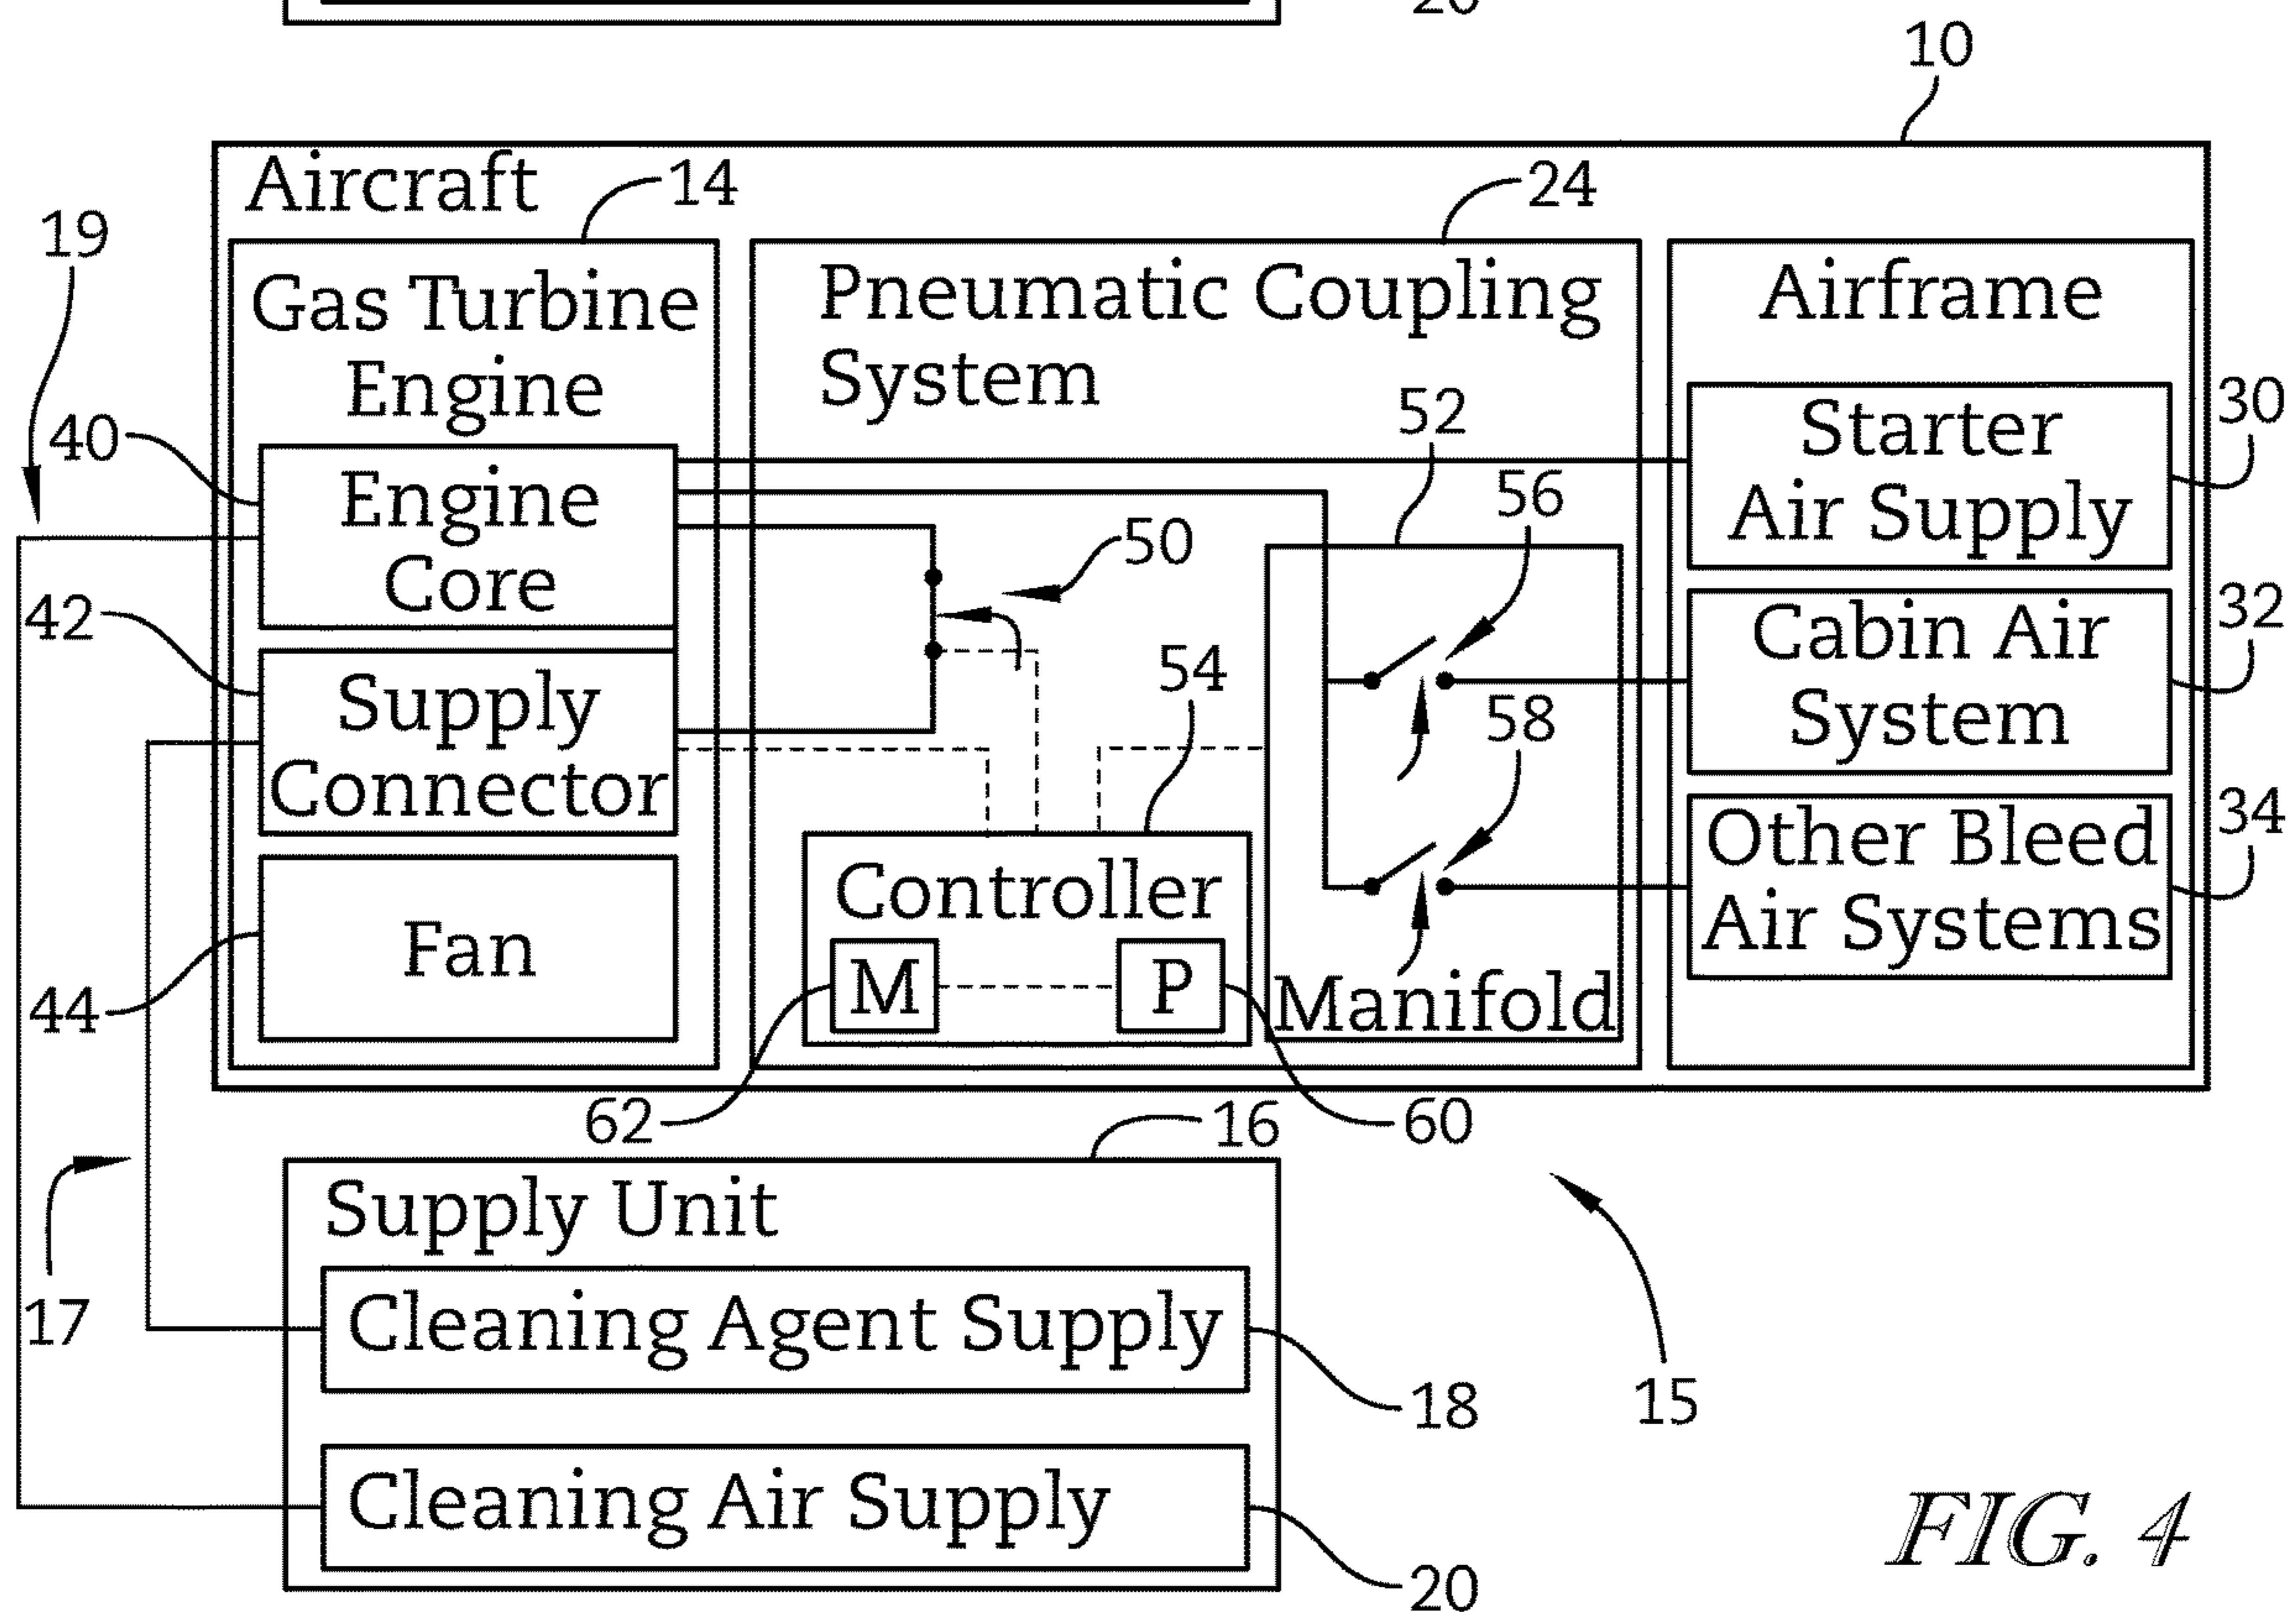 10
Aircraft
14
24
19
Gas Turbine
Engine
Pneumatic Coupling
System
Airframe
52
30
40
Engine
Core
Starter
Air Supply
56
50
42
32
Supply
Connector
54
Cabin Air
System
58
34
Other Bleed
Air Systems
Controller
Fan
M
P
Manifold
44
62
60
16
Supply Unit
17
Cleaning Agent Supply
18
15
Cleaning Air Supply
20
FIG. 4